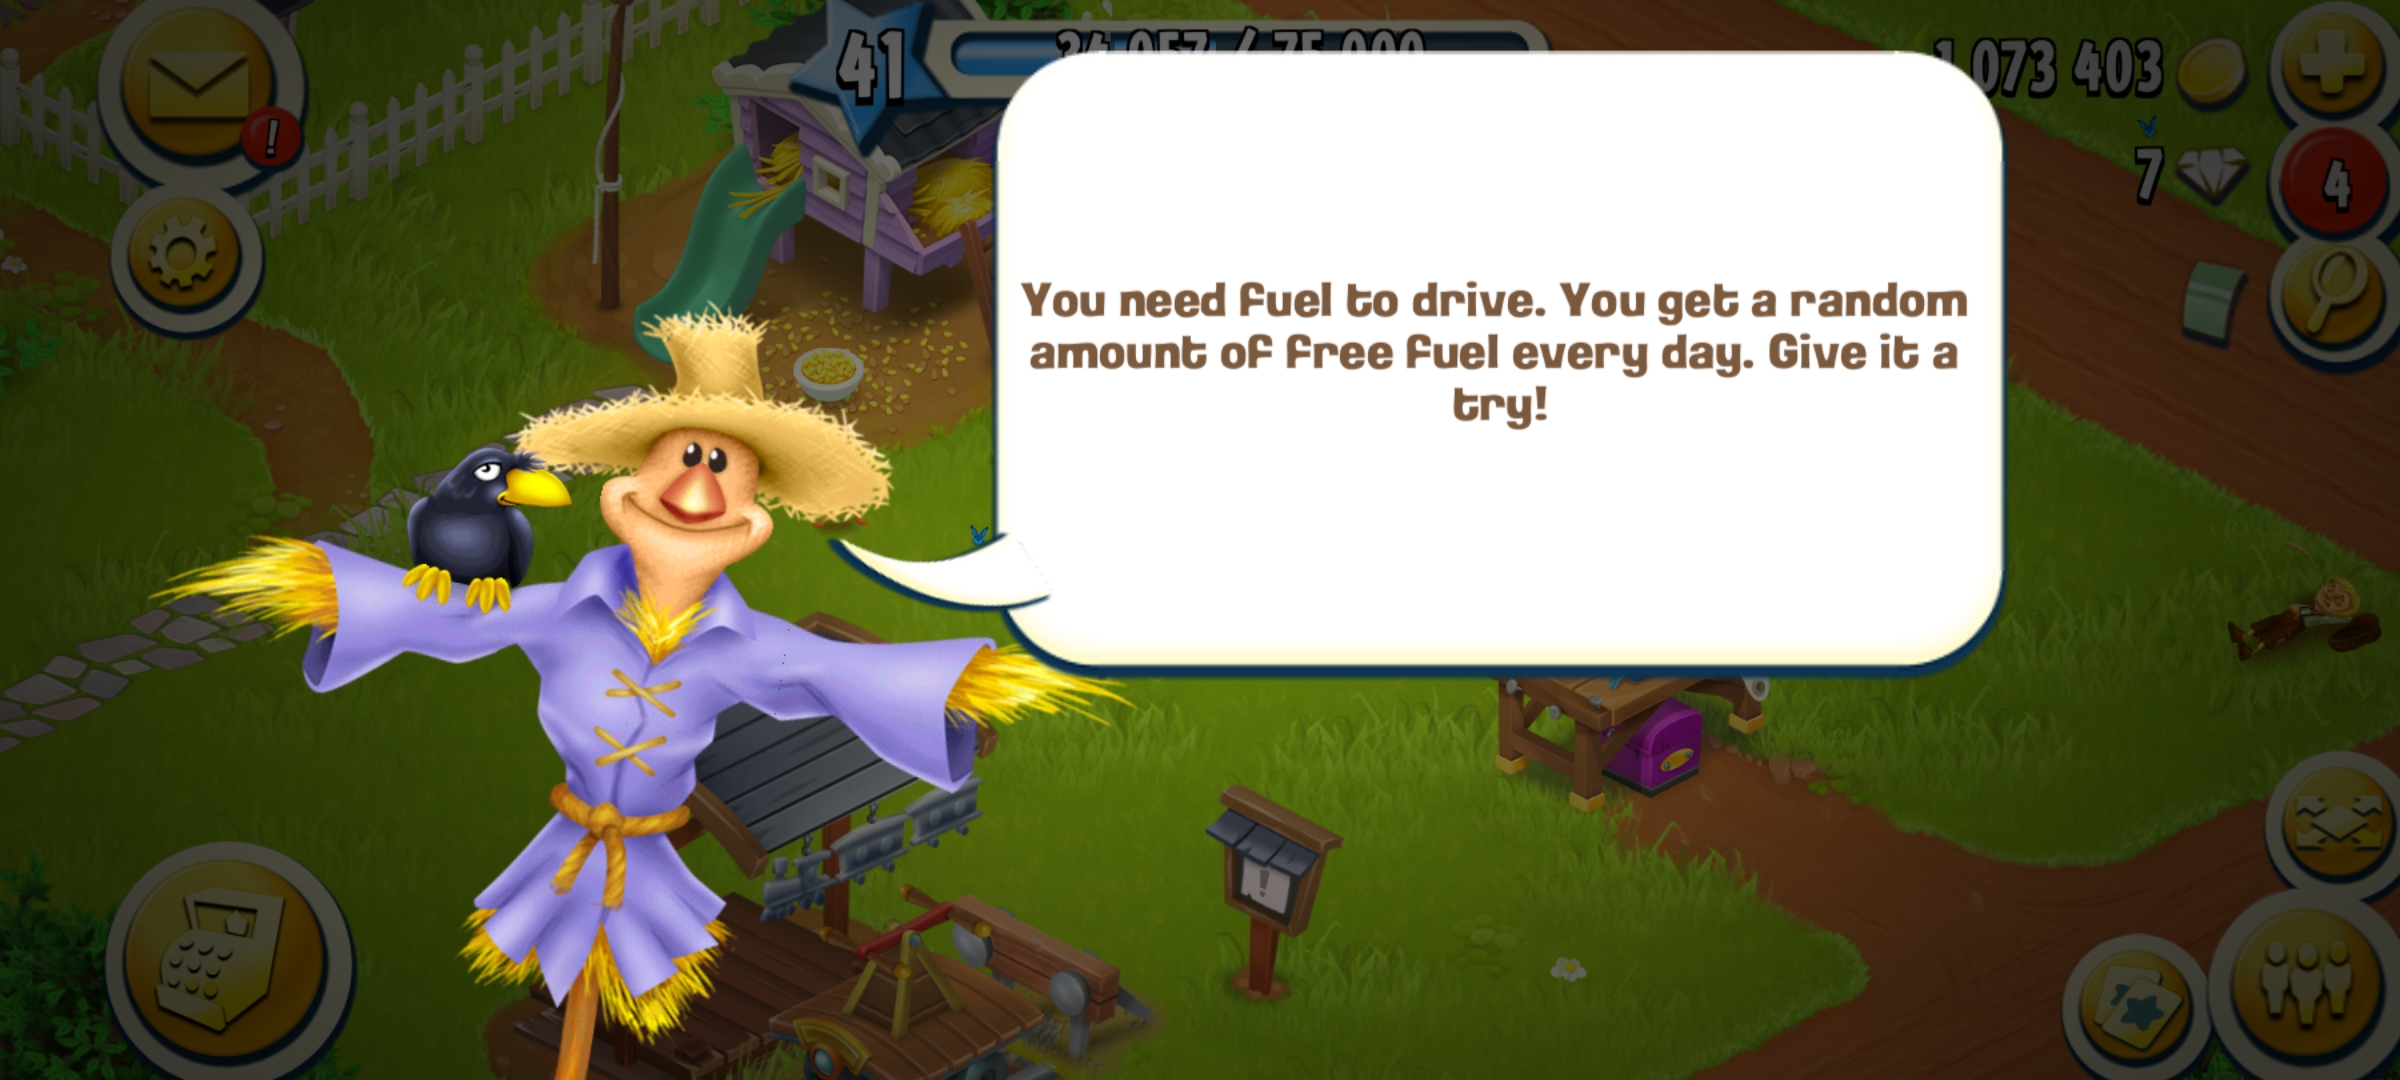 41
1 073 403
7
4
!
You need fuel to drive. You get a random
amount of free fuel every day. Give it a
try!
!